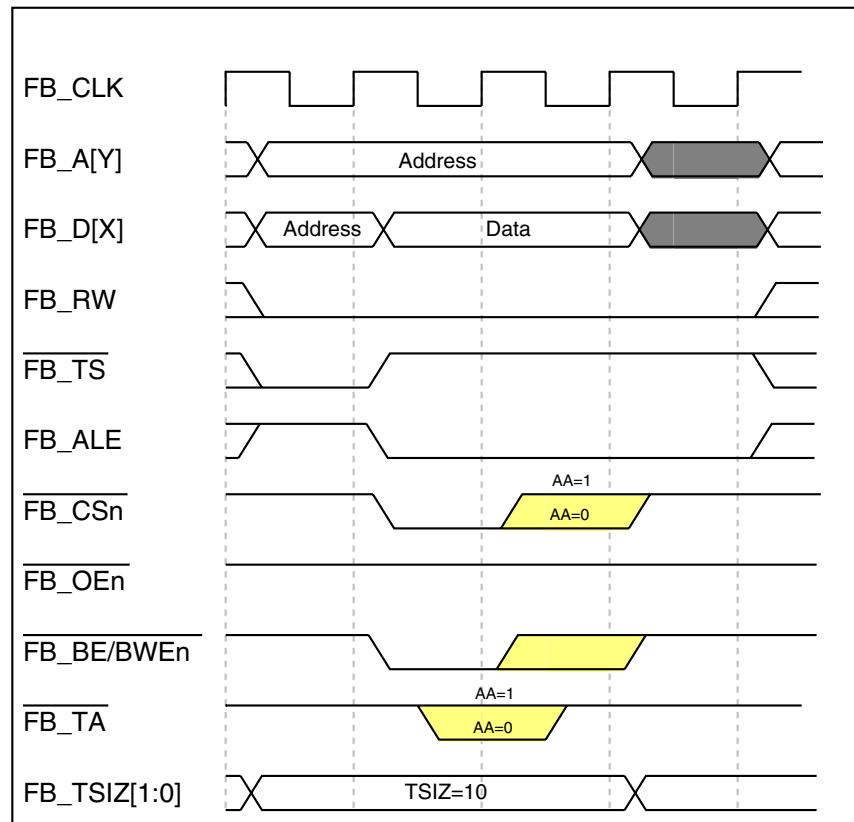 FB_CLK
FB_A[Y]
Address
FB_D[X]
Address
Data
FB_RW
FB_TS
FB_ALE
AA=1
FB_CSn
AA=0
FB_OEn
FB_BE/BWEn
AA=1
FB_TA
AA=0
FB_TSIZ[1:0]
TSIZ=10